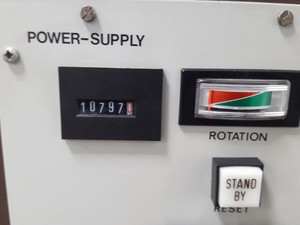 POWER-SUPPLY
10797
ROTATION
STAND
BY
RESET